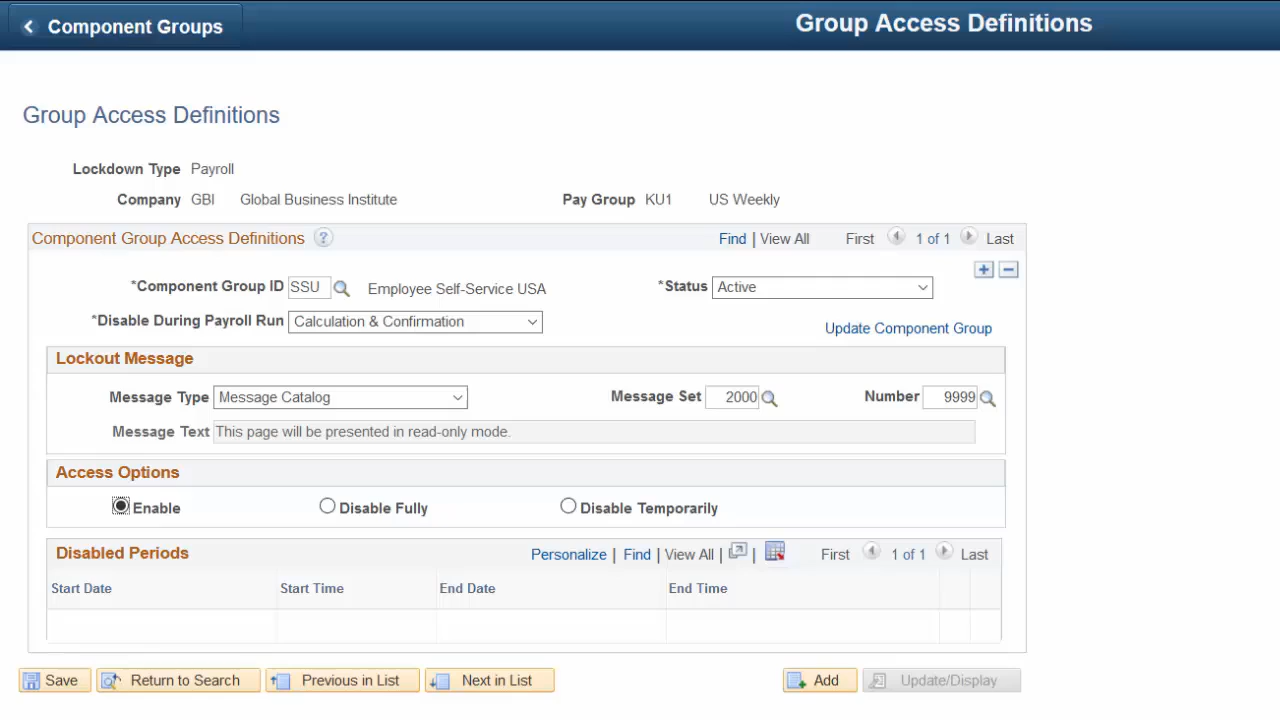 Component Groups
Group Access Definitions
Group Access Definitions
Lockdown Type Payroll
Company GBI Global Business Institute Pay Group KU1 US Weekly
Component Group Access Definitions ? Find | View All First 1 of 1 Last
*Component Group ID SSU Employee Self-Service USA *Status Active
*Disable During Payroll Run Calculation & Confirmation
Update Component Group
Lockout Message
Message Type Message Catalog Message Set 2000 Number 9999
Message Text This page will be presented in read-only mode.
Access Options
Enable Disable Fully Disable Temporarily
Disabled Periods Personalize | Find | View All | | First 1 of 1 Last
Start Date Start Time End Date End Time
Save Return to Search Previous in List Next in List Add Update/Display